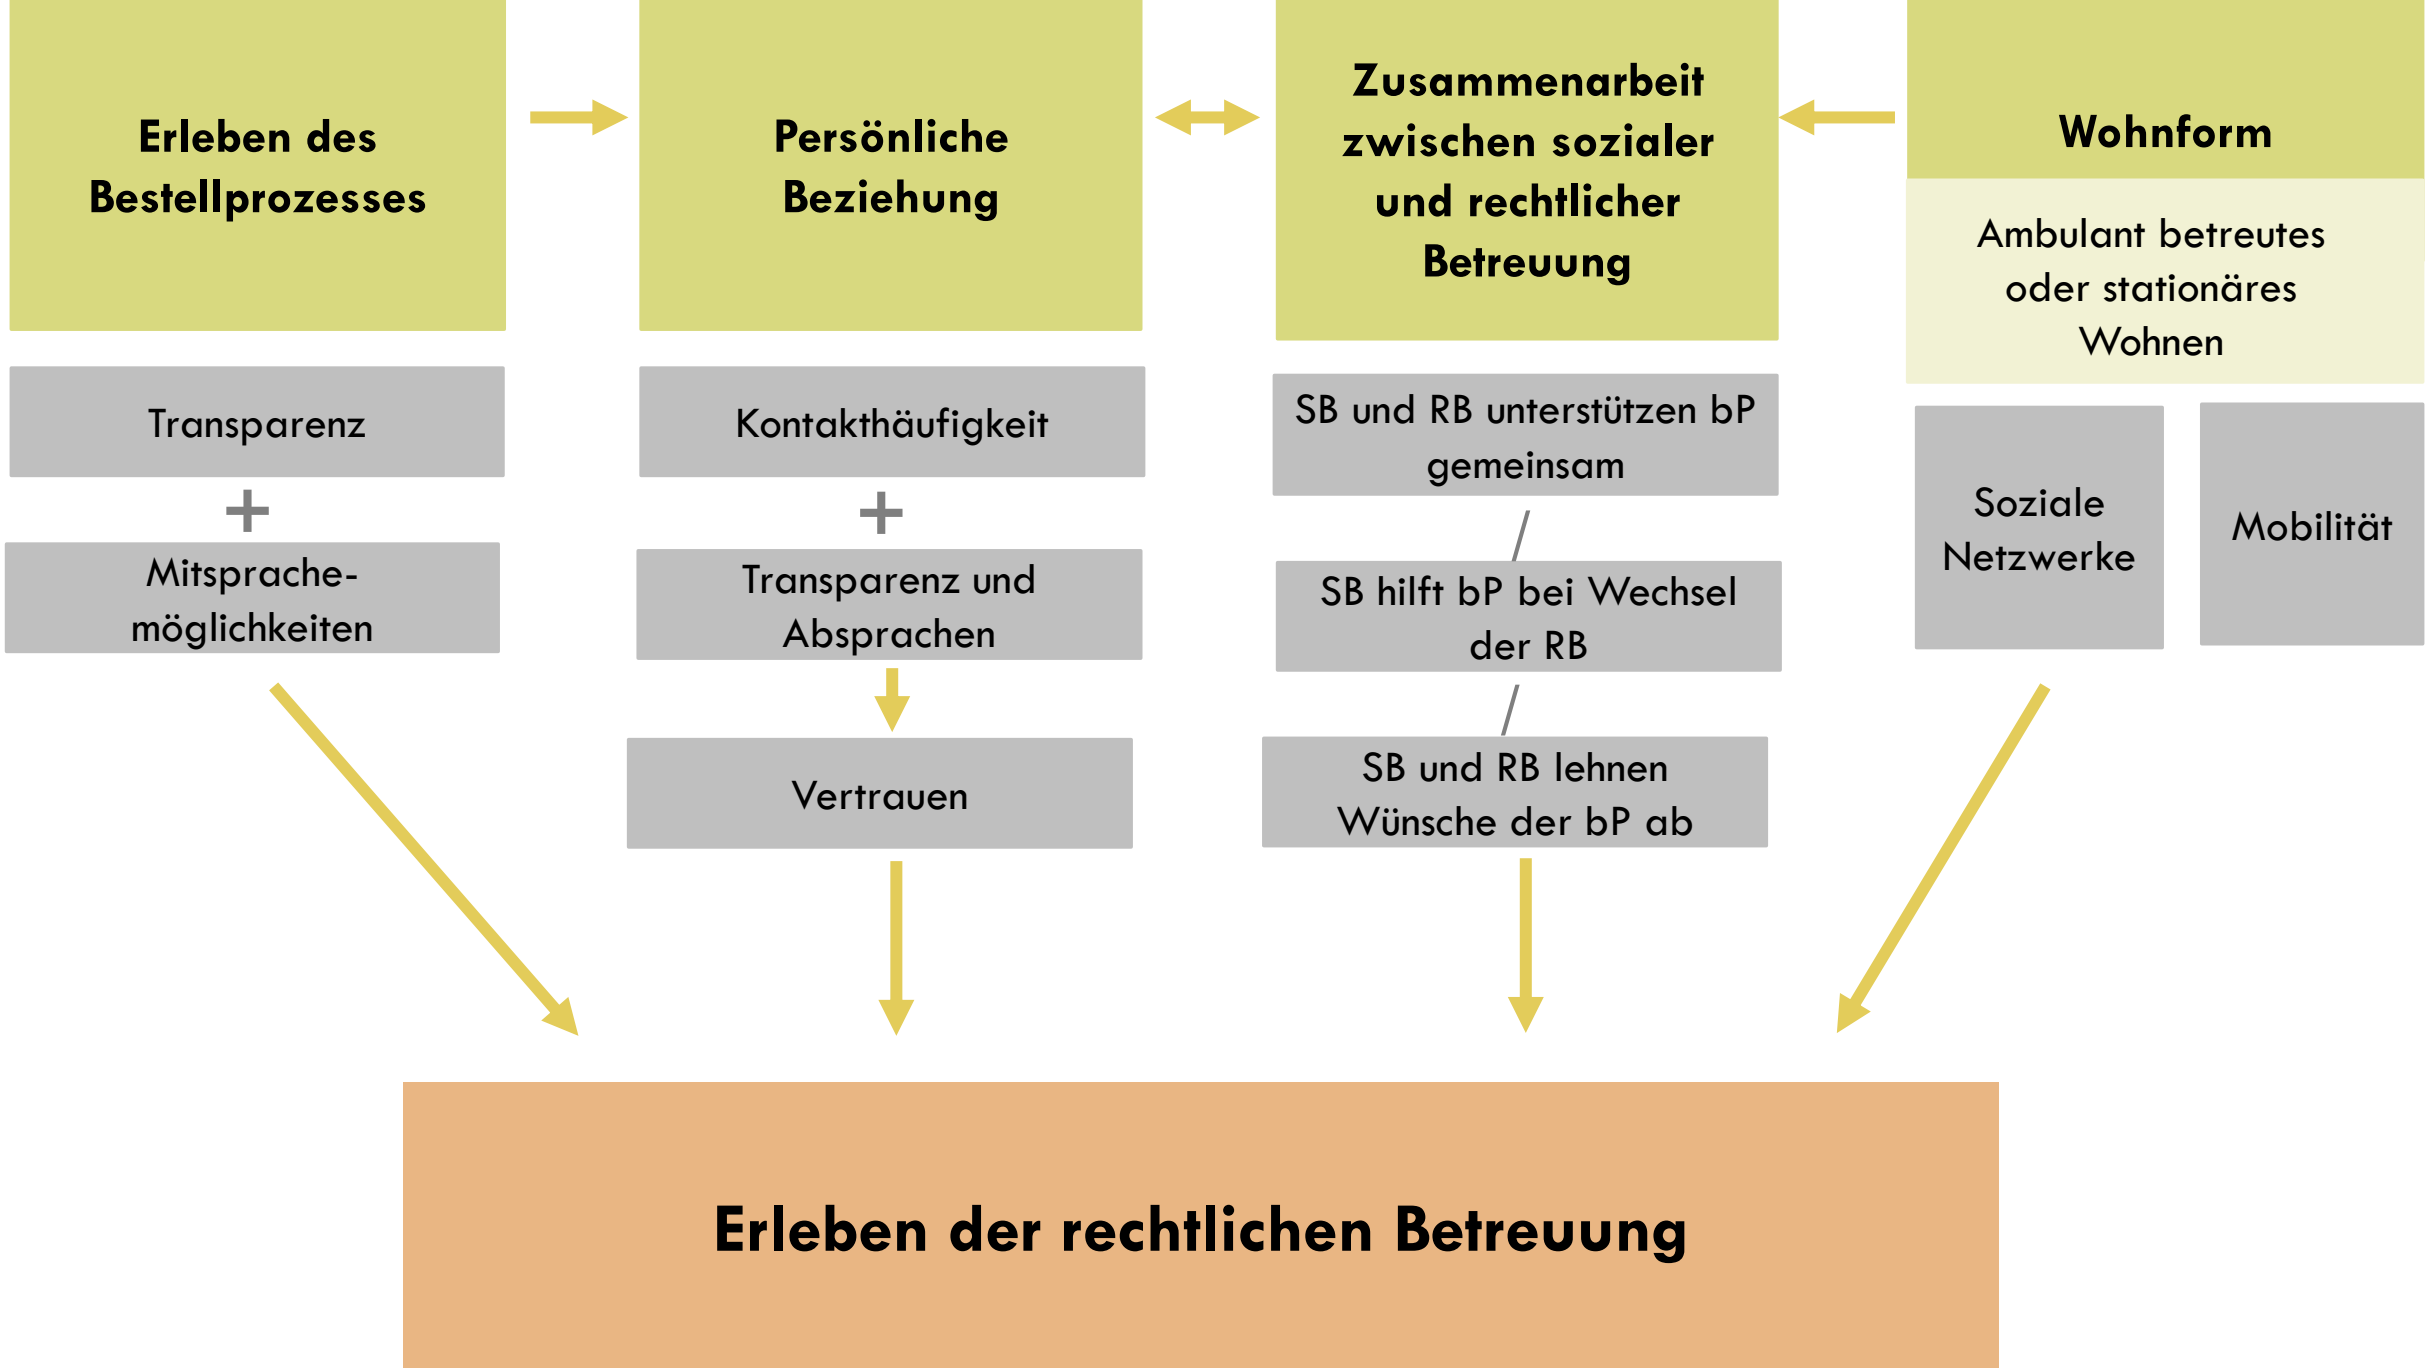 Erleben des
Bestellprozesses
Transparenz
+
Mitsprache-
möglichkeiten
Persönliche
Beziehung
Kontakthäufigkeit
+
Transparenz und
Absprachen
Vertrauen
Zusammenarbeit
zwischen sozialer
und rechtlicher
Betreuung
SB und RB unterstützen bP
gemeinsam
/
SB hilft bP bei Wechsel
der RB
/
SB und RB lehnen
Wünsche der bP ab
Wohnform
Ambulant betreutes
oder stationäres
Wohnen
Soziale
Netzwerke
Mobilität
Erleben der rechtlichen Betreuung